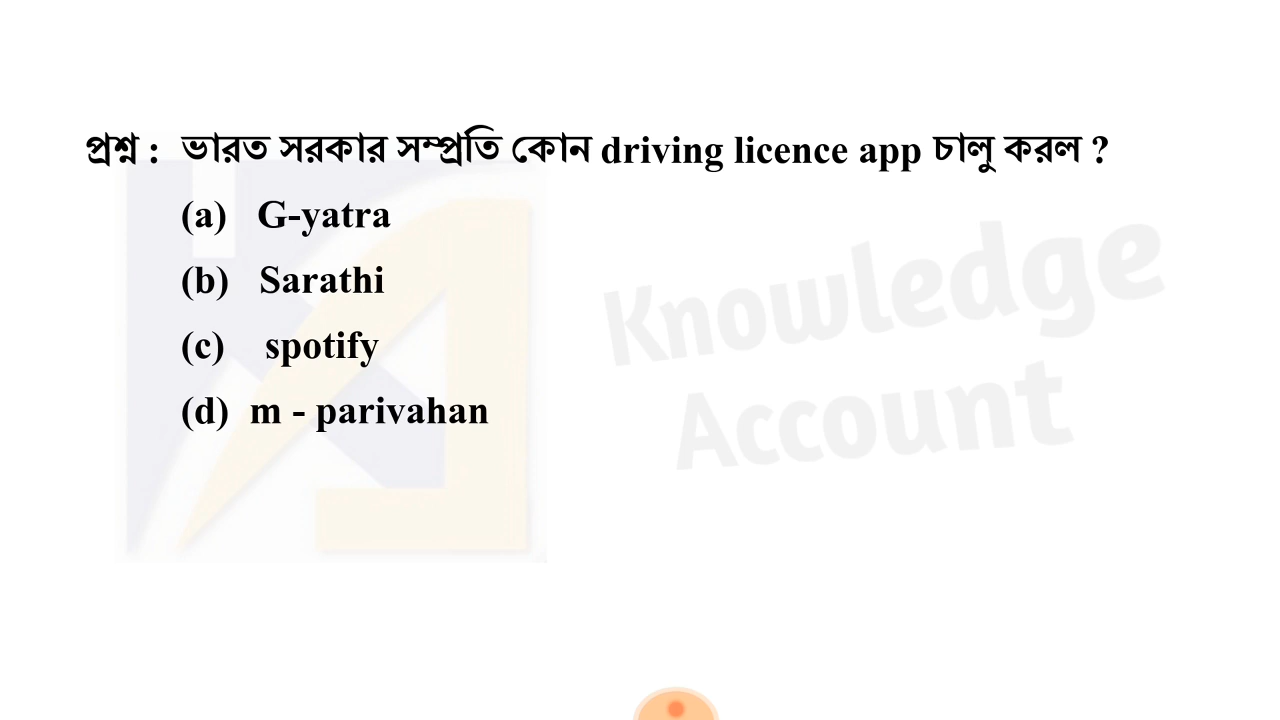 প্রশ্ন : ভারত সরকার সম্প্রতি কোন driving licence app চালু করল ?
(a) G-yatra
(b) Sarathi
(c) spotify
(d) m - parivahan
Knowledge
Account